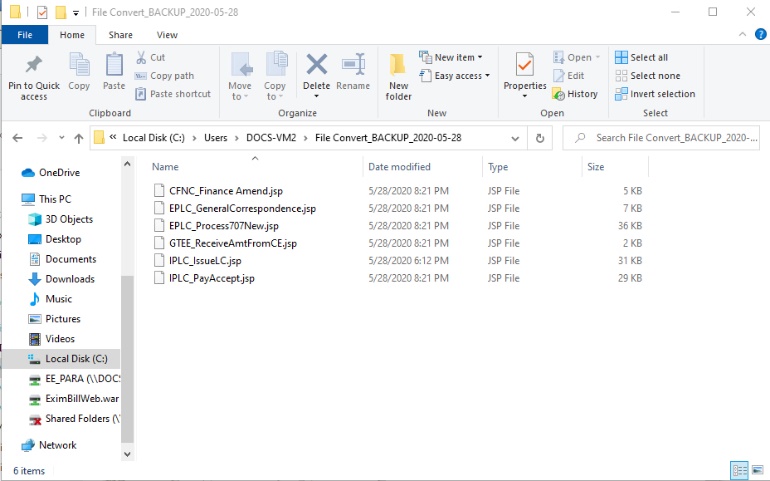 File Convert_BACKUP_2020-05-28
File Home Share View
Pin to Quick access
Copy
Paste
Cut
Copy path
Paste shortcut
Clipboard
Move to
Copy to
Delete
Rename
Organize
New folder
New item
Easy access
New
Properties
Open
Edit
History
Open
Select all
Select none
Invert selection
Select
« Local Disk (C:) > Users > DOCS-VM2 > File Convert_BACKUP_2020-05-28
Search File Convert_BACKUP_2020-...
OneDrive
This PC
3D Objects
Desktop
Documents
Downloads
Music
Pictures
Videos
Local Disk (C:)
EE_PARA (\\DOCS
EximBillWeb.war
Shared Folders (\
Network
Name Date modified Type Size
CFNC_Finance Amend.jsp 5/28/2020 8:21 PM JSP File 5 KB
EPLC_GeneralCorrespondence.jsp 5/28/2020 8:21 PM JSP File 7 KB
EPLC_Process707New.jsp 5/28/2020 8:21 PM JSP File 36 KB
GTEE_ReceiveAmtFromCE.jsp 5/28/2020 8:21 PM JSP File 2 KB
IPLC_IssueLC.jsp 5/28/2020 6:12 PM JSP File 31 KB
IPLC_PayAccept.jsp 5/28/2020 8:21 PM JSP File 29 KB
6 items